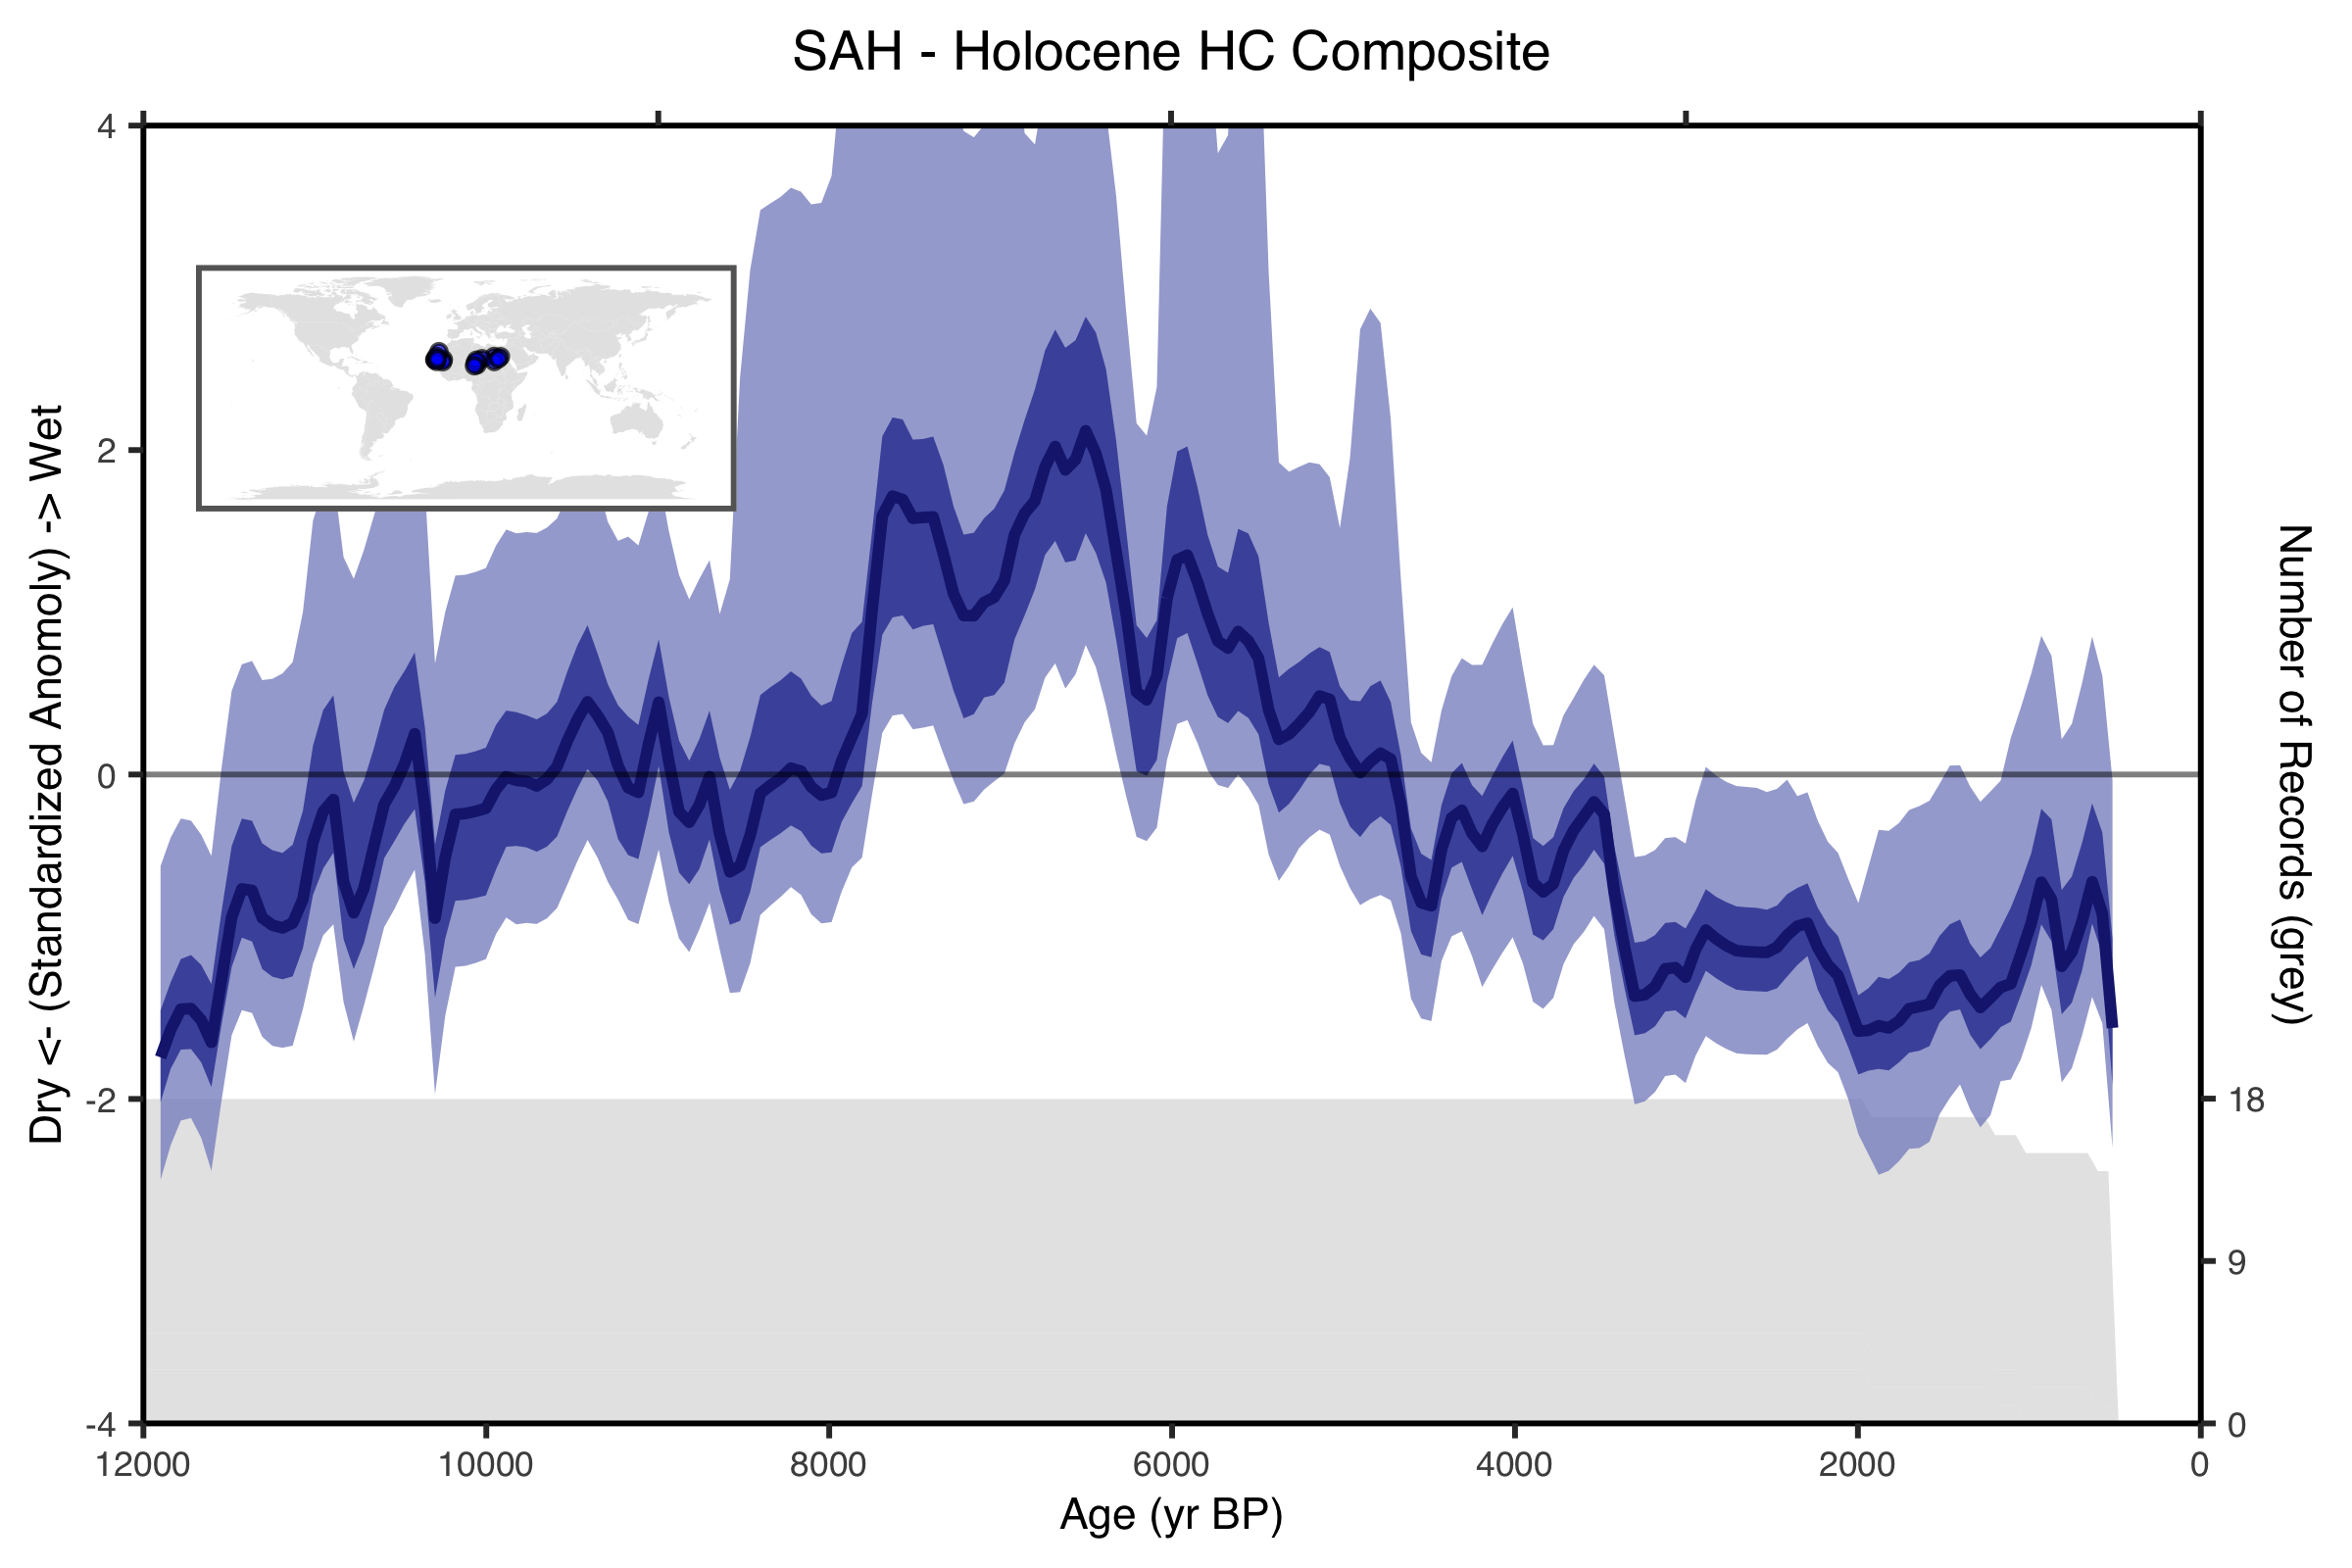 SAH - Holocene HC Composite
Dry <- (Standardized Anomoly) -> Wet
4
2
0
-2
-4
Number of Records (grey)
18
9
0
12000 10000 8000 6000 4000 2000 0
Age (yr BP)